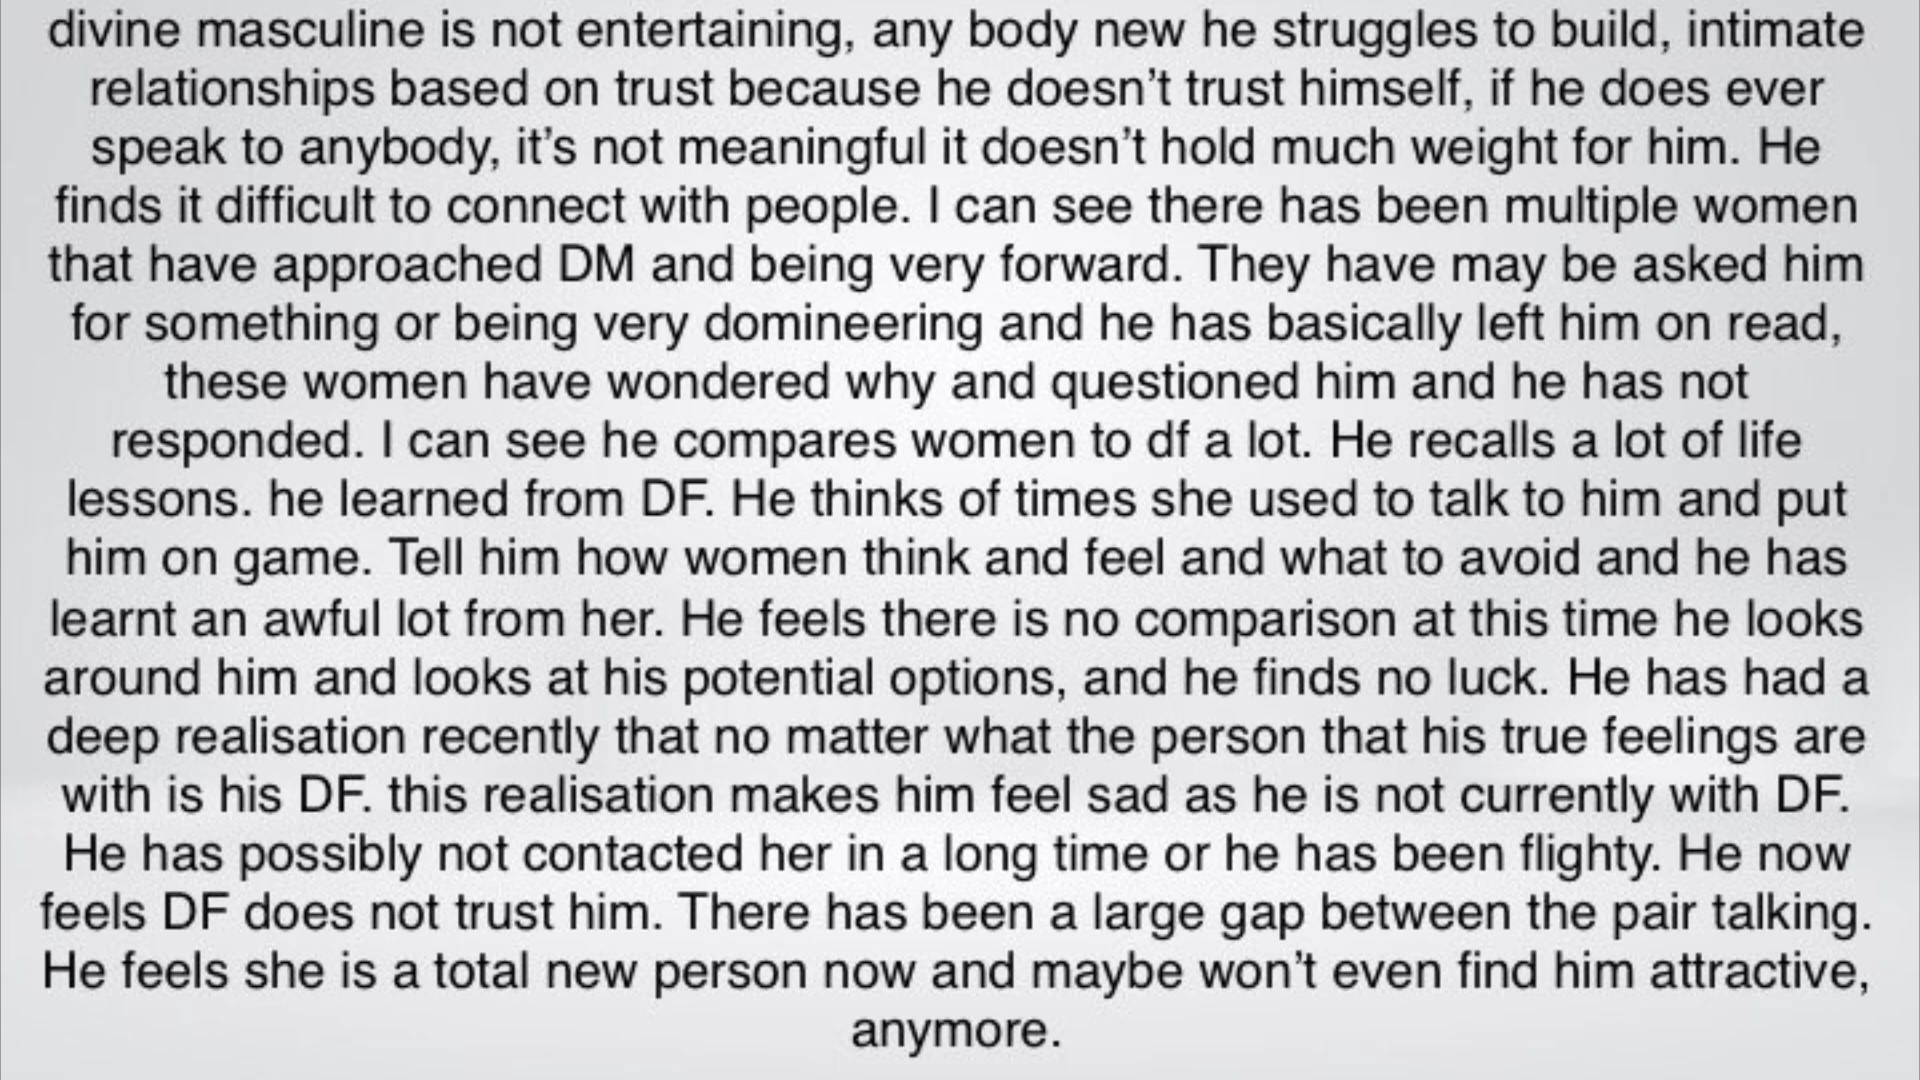 divine masculine is not entertaining, any body new he struggles to build, intimate
relationships based on trust because he doesn’t trust himself, if he does ever
speak to anybody, it’s not meaningful it doesn’t hold much weight for him. He
finds it difficult to connect with people. I can see there has been multiple women
that have approached DM and being very forward. They have may be asked him
for something or being very domineering and he has basically left him on read,
these women have wondered why and questioned him and he has not
responded. I can see he compares women to df a lot. He recalls a lot of life
lessons. he learned from DF. He thinks of times she used to talk to him and put
him on game. Tell him how women think and feel and what to avoid and he has
learnt an awful lot from her. He feels there is no comparison at this time he looks
around him and looks at his potential options, and he finds no luck. He has had a
deep realisation recently that no matter what the person that his true feelings are
with is his DF. this realisation makes him feel sad as he is not currently with DF.
He has possibly not contacted her in a long time or he has been flighty. He now
feels DF does not trust him. There has been a large gap between the pair talking.
He feels she is a total new person now and maybe won’t even find him attractive,
anymore.